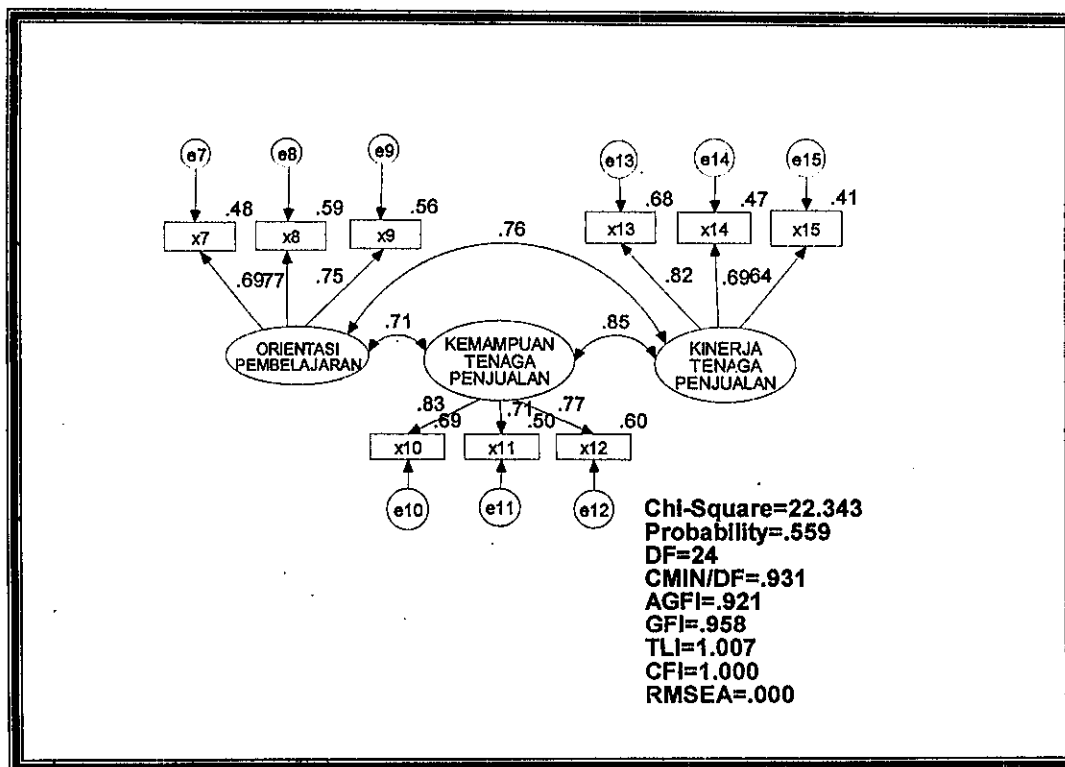 e7 e8 e9 e13 e14 e15
.48 .59 .56 .68 .47 .41
x7 x8 x9 x13 x14 x15
.76
.69 .77 .75 .82 .69 .64
.71 .85
ORIENTASI
PEMBELAJARAN
KEMAMPUAN
TENAGA
PENJUALAN
KINERJA
TENAGA
PENJUALAN
.83 .71 .77
.69 .50 .60
x10 x11 x12
e10 e11 e12
Chi-Square=22.343
Probability=.559
DF=24
CMIN/DF=.931
AGFI=.921
GFI=.958
TLI=1.007
CFI=1.000
RMSEA=.000